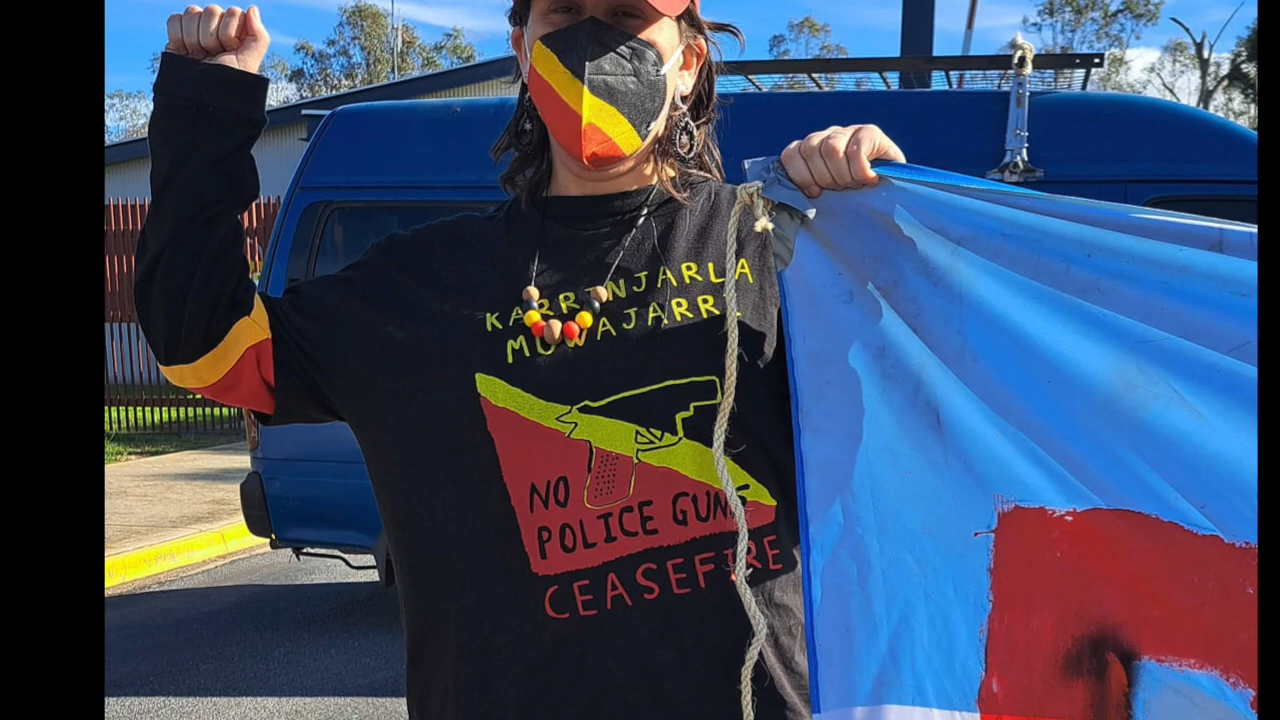 KARRINJARLA
MUWAJARRI
NO
POLICE GUNS
CEASEFIRE